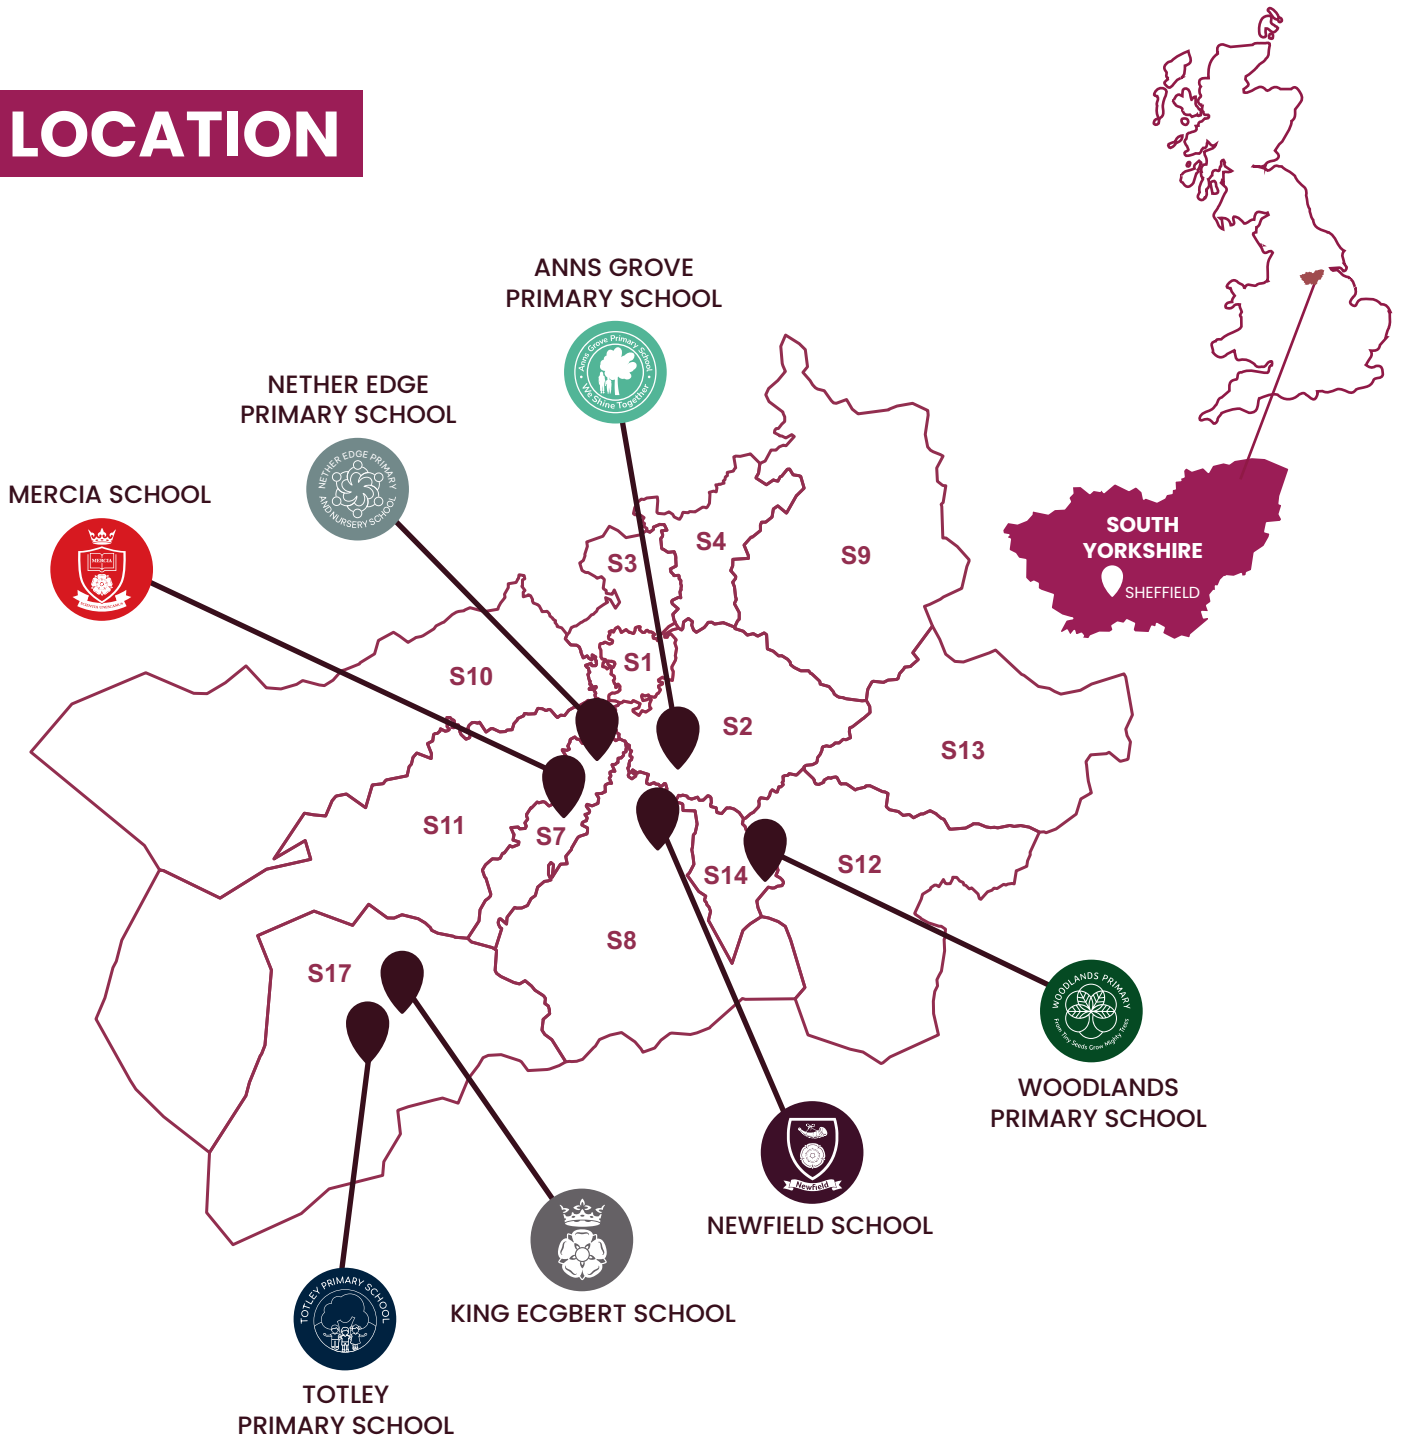 LOCATION
ANNS GROVE
PRIMARY SCHOOL
Anns Grove Primary School
We Shine Together
NETHER EDGE
PRIMARY SCHOOL
NETHER EDGE PRIMARY
AND NURSERY SCHOOL
MERCIA SCHOOL
MERCIA
S3
S4
S9
S1
S10
S2
S13
S11
S7
S14
S12
S8
S17
SOUTH
YORKSHIRE
SHEFFIELD
WOODLANDS PRIMARY
From Tiny Seeds Grow Mighty Trees
WOODLANDS
PRIMARY SCHOOL
Newfield
NEWFIELD SCHOOL
KING ECGBERT SCHOOL
TOTLEY PRIMARY SCHOOL
TOTLEY
PRIMARY SCHOOL